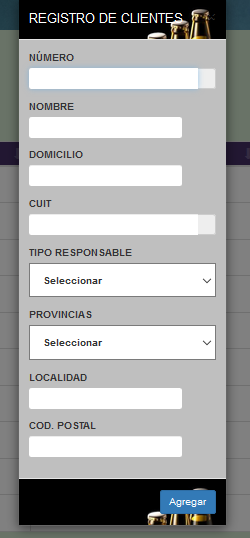 REGISTRO DE CLIENTES
NÚMERO
NOMBRE
DOMICILIO
CUIT
TIPO RESPONSABLE
Seleccionar
PROVINCIAS
Seleccionar
LOCALIDAD
COD. POSTAL
Agregar